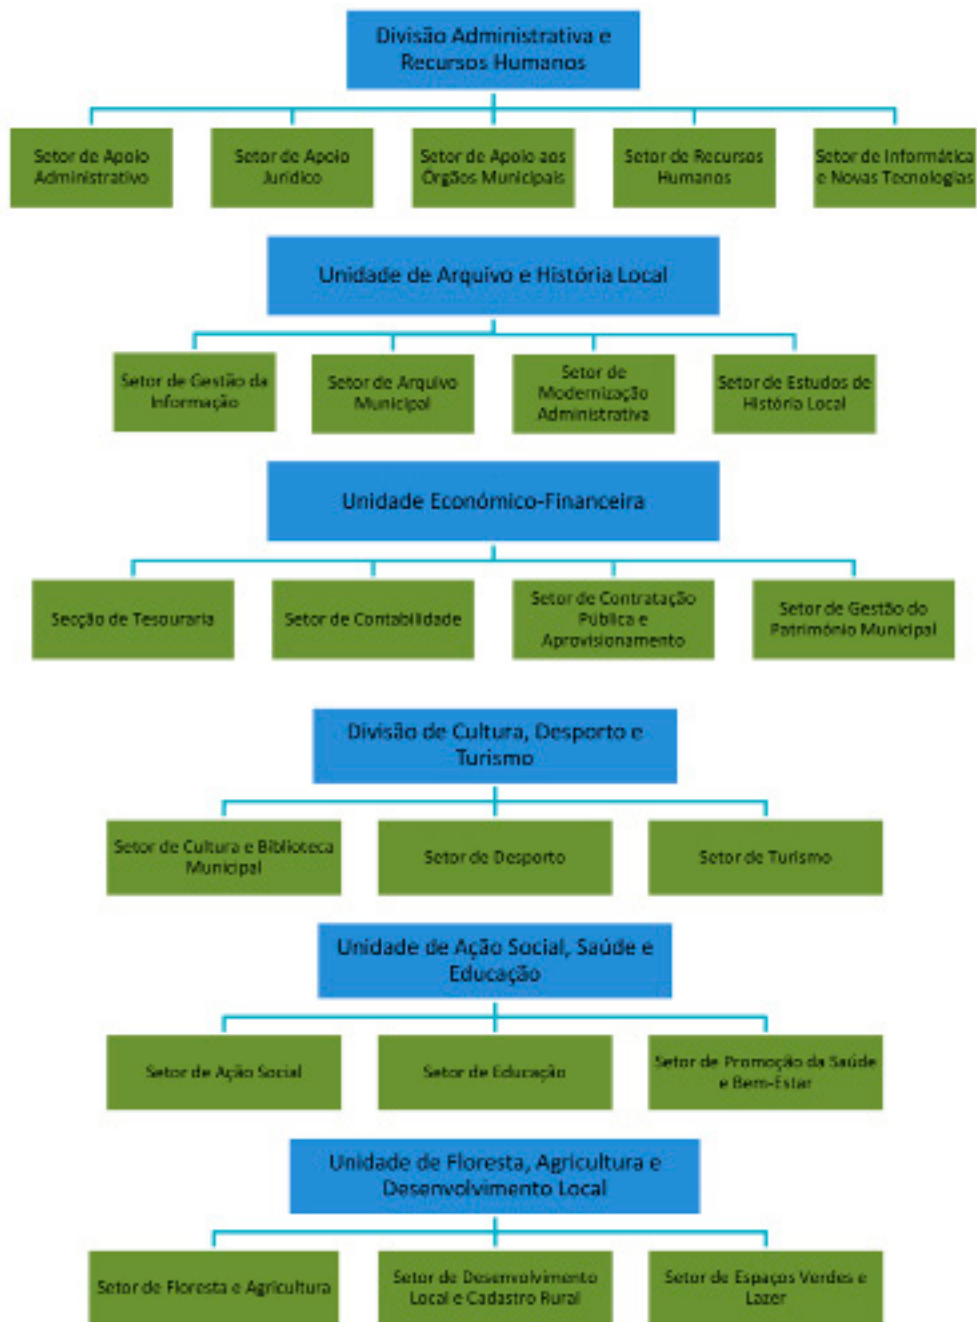 Divisão Administrativa e
Recursos Humanos
Setor de Apoio
Administrativo
Setor de Apoio
Jurídico
Setor de Apoio aos
Órgãos Municipais
Setor de Recursos
Humanos
Setor de Informática
e Novas Tecnologias
Unidade de Arquivo e História Local
Setor de Gestão da
Informação
Setor de Arquivo
Municipal
Setor de
Modernização
Administrativa
Setor de Estudos de
História Local
Unidade Económico-Financeira
Secção de Tesouraria
Setor de Contabilidade
Setor de Contratação
Pública e
Aprovisionamento
Setor de Gestão do
Património Municipal
Divisão de Cultura, Desporto e
Turismo
Setor de Cultura e Biblioteca
Municipal
Setor de Desporto
Setor de Turismo
Unidade de Ação Social, Saúde e
Educação
Setor de Ação Social
Setor de Educação
Setor de Promoção da Saúde
e Bem-Estar
Unidade de Floresta, Agricultura e
Desenvolvimento Local
Setor de Floresta e Agricultura
Setor de Desenvolvimento
Local e Cadastro Rural
Setor de Espaços Verdes e
Lazer